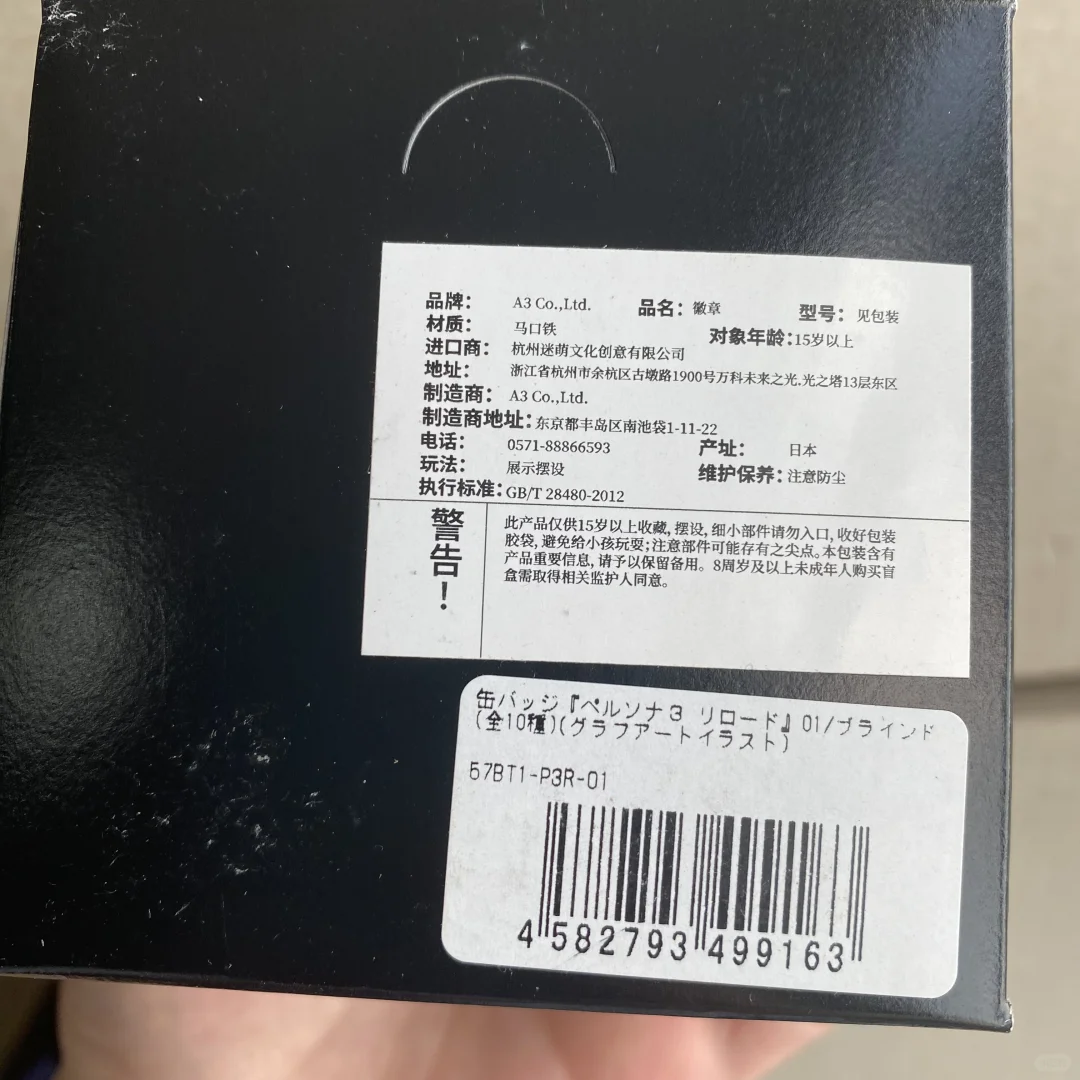 品牌： A3 Co.,Ltd. 品名：徽章 型号：见包装
材质： 马口铁 对象年龄：15岁以上
进口商： 杭州迷萌文化创意有限公司
地址： 浙江省杭州市余杭区古墩路1900号万科未来之光.光之塔13层东区
制造商： A3 Co.,Ltd.
制造商地址：东京都丰岛区南池袋1-11-22
电话： 0571-88866593 产址： 日本
玩法： 展示摆设 维护保养：注意防尘
执行标准：GB/T 28480-2012
警告！
此产品仅供15岁以上收藏, 摆设, 细小部件请勿入口, 收好包装
胶袋, 避免给小孩玩耍; 注意部件可能存有之尖点。本包装含有
产品重要信息, 请予以保留备用。8周岁及以上未成年人购买盲
盒需取得相关监护人同意。
缶バッジ『ペルソナ3 リロード』01/ブラインド
(全10種)(グラフアートイラスト)
57BT1-P3R-01
4 582793 499163